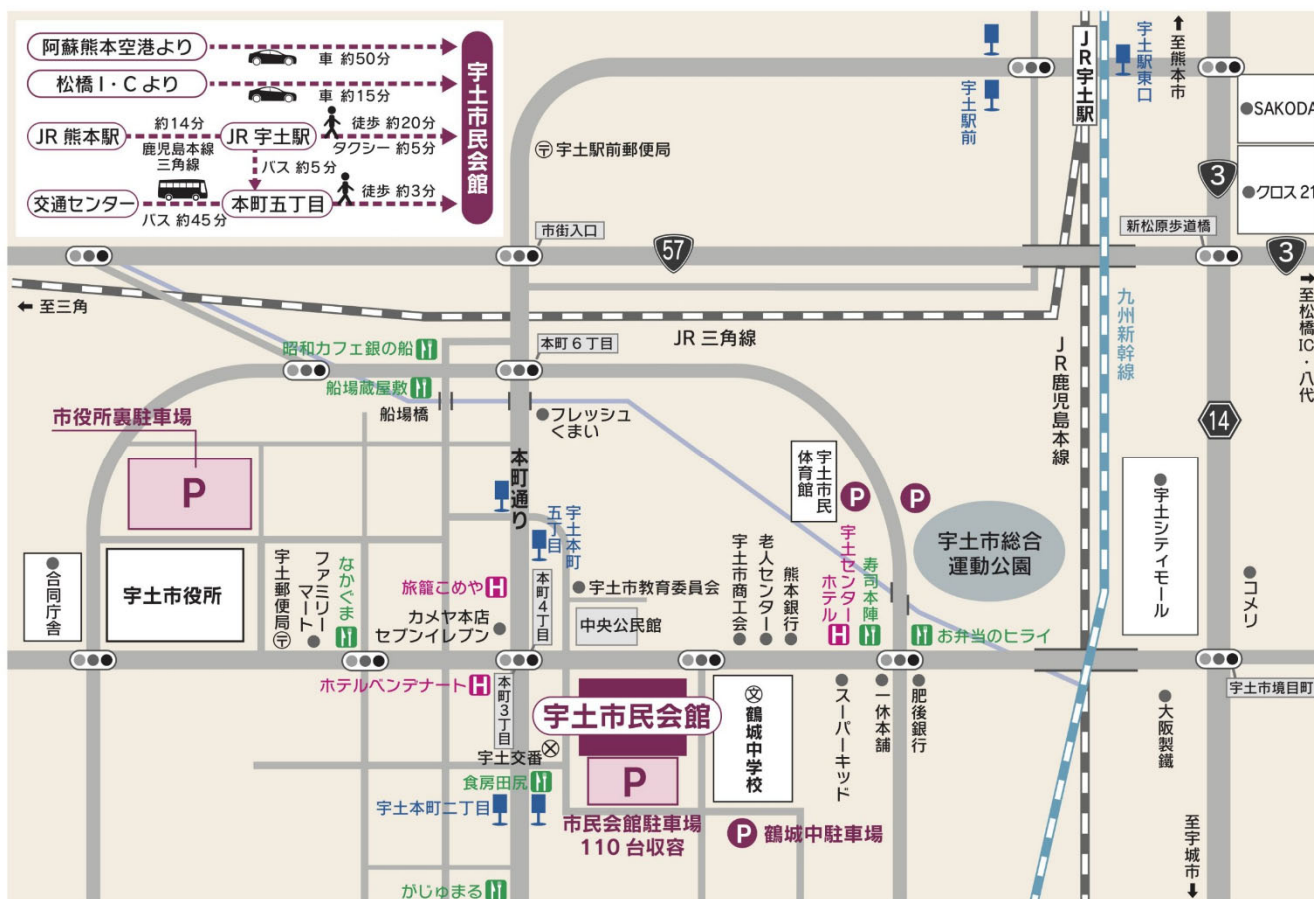 阿蘇熊本空港より
車 約50分
松橋I・Cより
車 約15分
JR 熊本駅
約14分
鹿児島本線
三角線
JR 宇土駅
徒歩 約20分
タクシー 約5分
バス 約5分
交通センター
バス 約45分
本町五丁目
徒歩 約3分
宇土市民会館
〒宇土駅前郵便局
宇土駅前
JR宇土駅
宇土駅東口
↑至熊本市
SAKODA
3
クロス21
新松原歩道橋
3
市街入口
57
←至三角
JR 三角線
→至松橋IC・八代
九州新幹線
JR鹿児島本線
14
昭和カフェ銀の船
本町6丁目
船場蔵屋敷
船場橋
フレッシュ
くまい
市役所裏駐車場
P
本町通り
宇土市民
体育館
P
P
宇土市総合
運動公園
宇土シティモール
コメリ
合同庁舎
宇土市役所
宇土郵便局〒
ファミリー
マート
なかぐま
旅籠こめや H
カメヤ本店
セブンイレブン
宇土本町
五丁目
本町4丁目
宇土市教育委員会
中央公民館
宇土市商工会
老人センター
熊本銀行
宇土センター
ホテル
H
寿司本陣
お弁当のヒライ
ホテルベンデナート H
本町3丁目
宇土市民会館
文 鶴城中学校
スーパーキッド
一休本舗
肥後銀行
大阪製鐵
宇土市境目町
宇土交番
食房田尻
P
宇土本町二丁目
市民会館駐車場
110台収容
P 鶴城中駐車場
至宇城市↓
がじゅまる